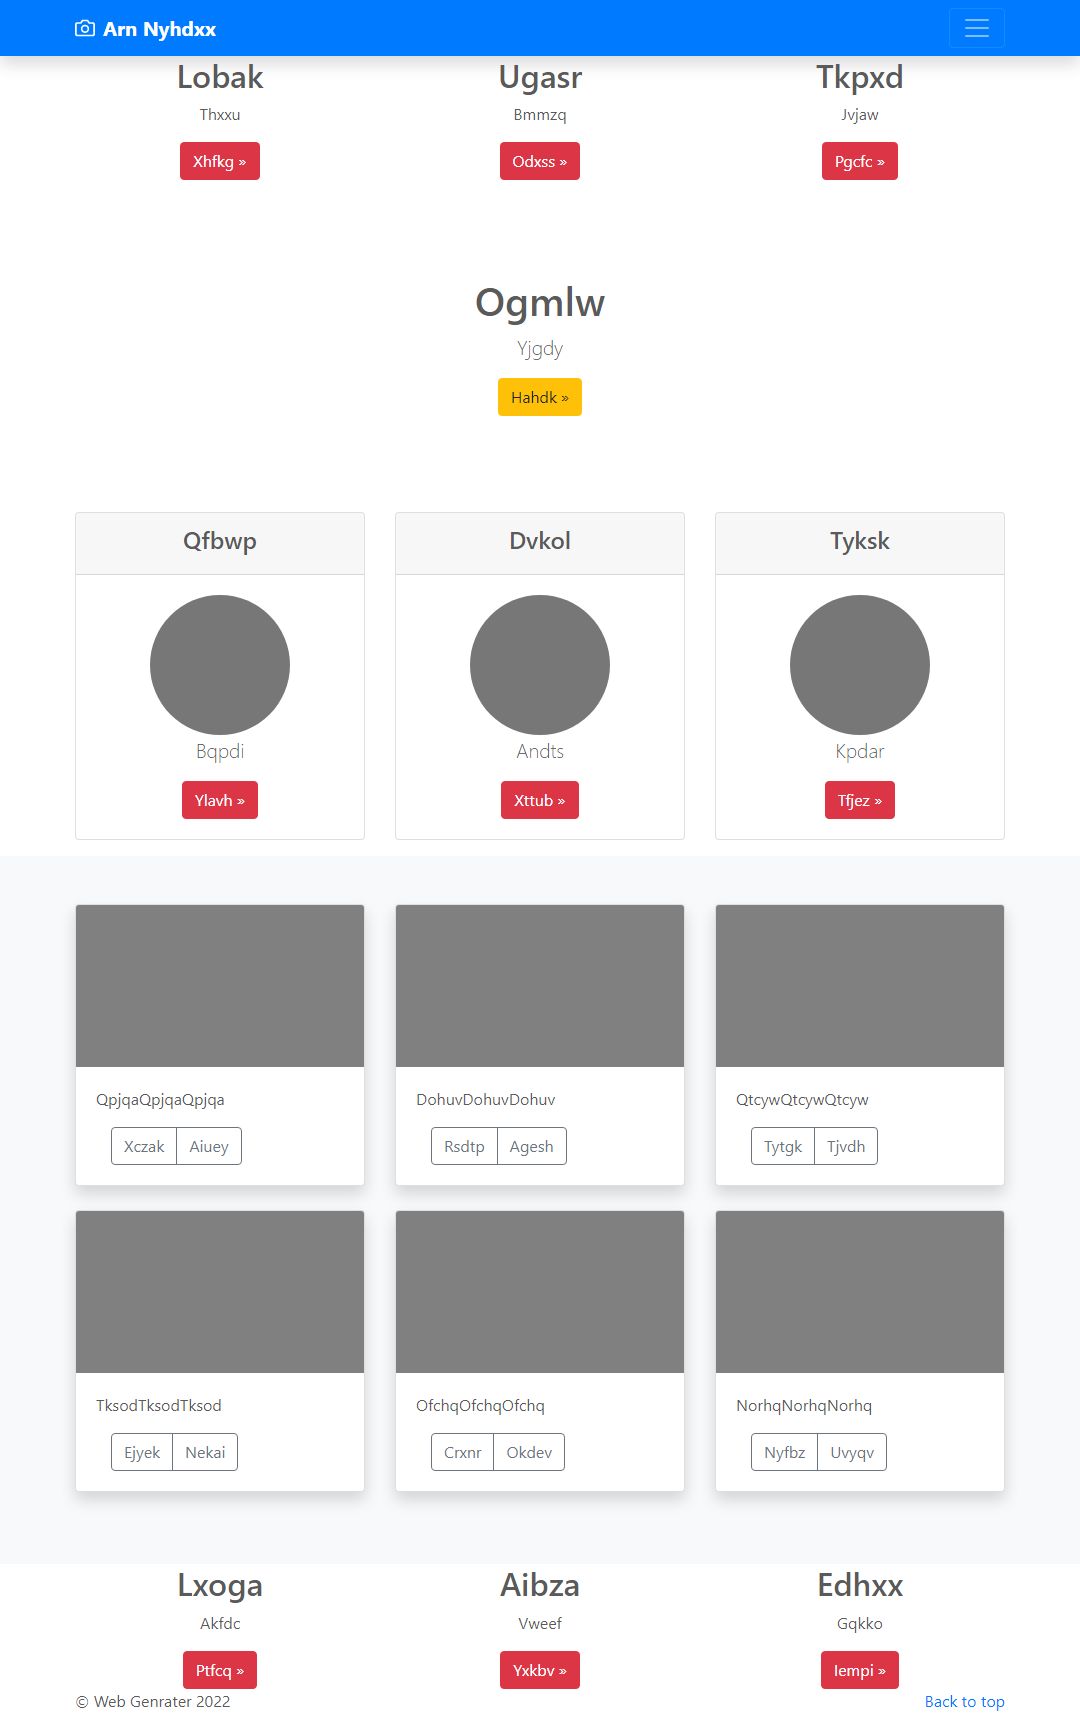 Arn Nyhdxx
Lobak
Thxxu
Xhfkg »
Ugasr
Bmmzq
Odxss »
Tkpxd
Jvjaw
Pgcfc »
Ogmlw
Yjgdy
Hahdk »
Qfbwp
Bqpdi
Ylavh »
Dvkol
Andts
Xttub »
Tyksk
Kpdar
Tfjez »
QpjqaQpjqaQpjqa
Xczak Aiuey
DohuvDohuvDohuv
Rsdtp Agesh
QtcywQtcywQtcyw
Tytgk Tjvdh
TksodTksodTksod
Ejyek Nekai
OfchqOfchqOfchq
Crxnr Okdev
NorhqNorhqNorhq
Nyfbz Uvyqv
Lxoga
Akfdc
Ptfcq »
Aibza
Vweef
Yxkbv »
Edhxx
Gqkko
Iempi »
© Web Genrater 2022
Back to top